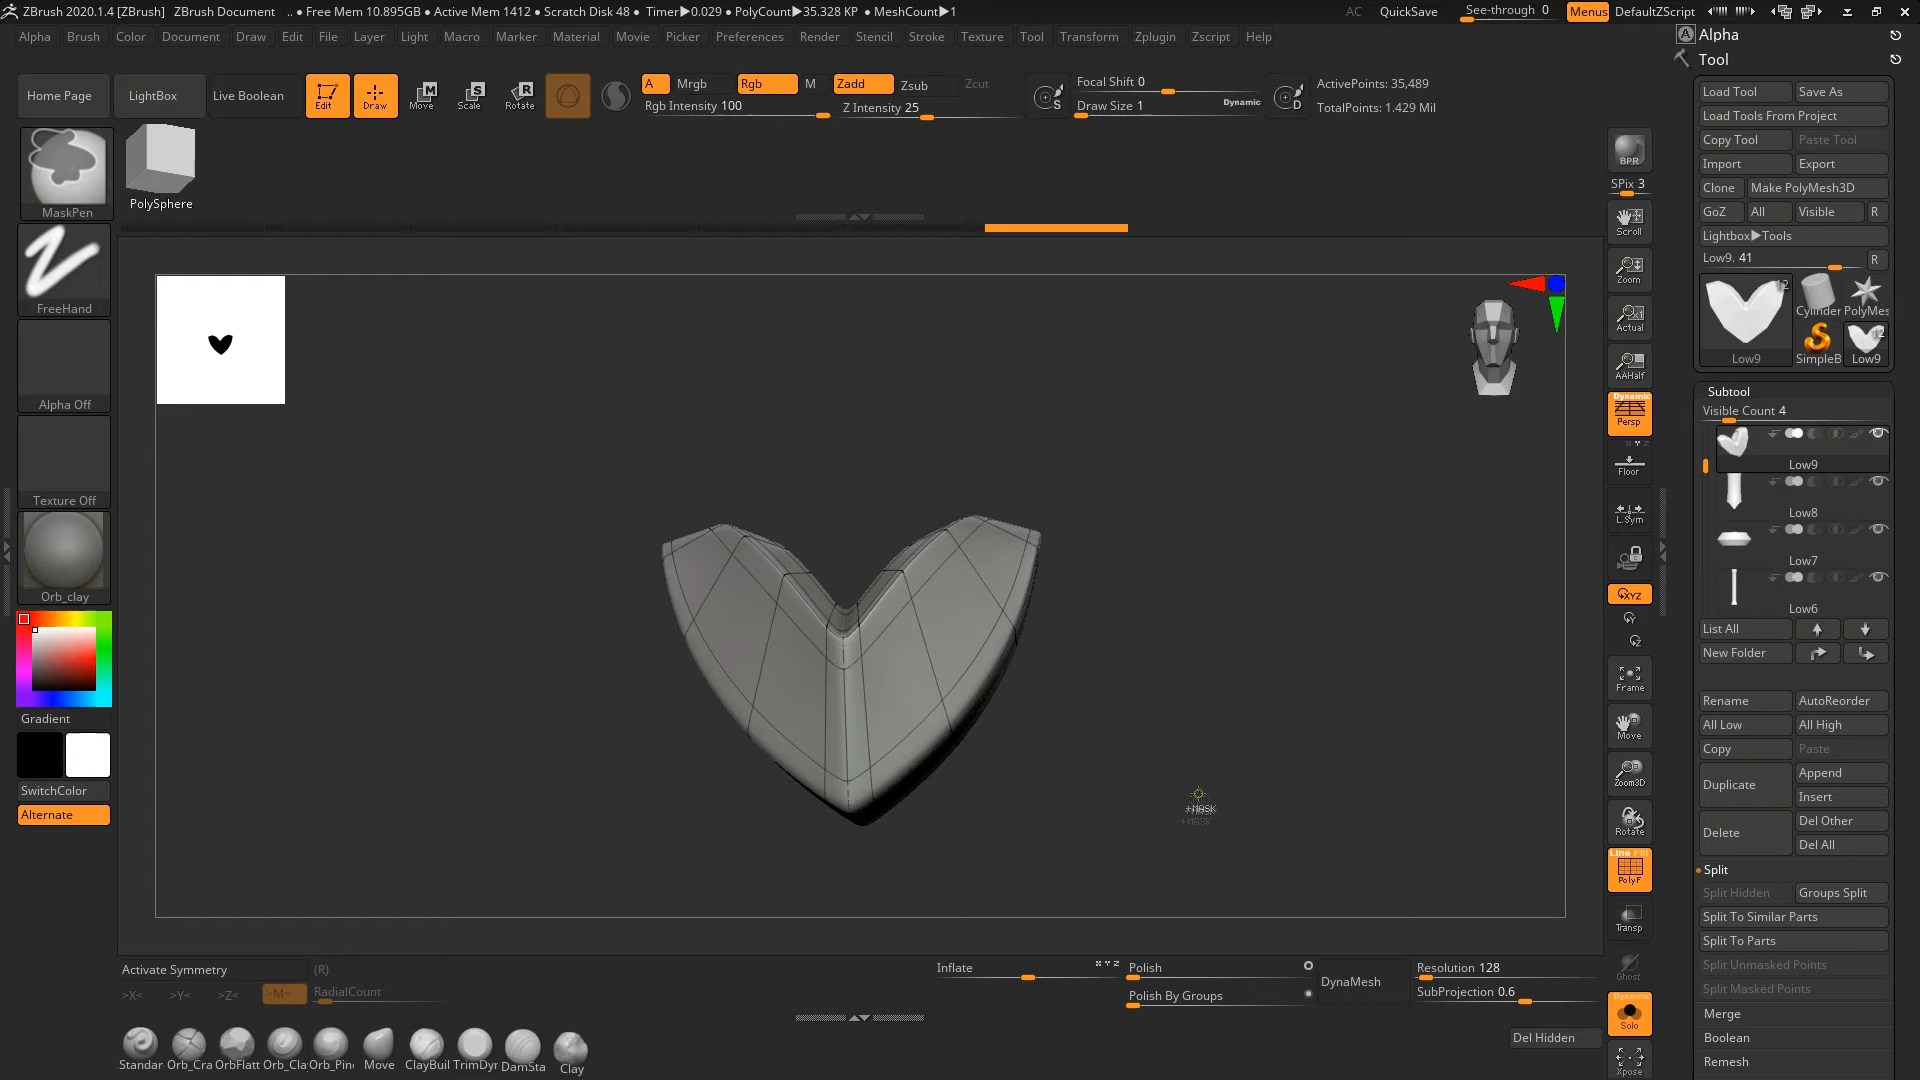 ZBrush 2020.1.4 [ZBrush] ZBrush Document .. ● Free Mem 10.895GB ● Active Mem 1412 ● Scratch Disk 48 ● Timer▶0.029 ● PolyCount▶35.328 KP ● MeshCount▶1 AC QuickSave See-through 0 Menus DefaultZScript
Alpha Brush Color Document Draw Edit File Layer Light Macro Marker Material Movie Picker Preferences Render Stencil Stroke Texture Tool Transform Zplugin Zscript Help
Alpha
Tool
Home Page LightBox Live Boolean Edit Draw Move Scale Rotate
A Mrgb Rgb M Zadd Zsub Zcut
Rgb Intensity 100 Z Intensity 25
Focal Shift 0
Draw Size 1 Dynamic
ActivePoints: 35,489
TotalPoints: 1.429 Mil
Load Tool Save As
Load Tools From Project
Copy Tool Paste Tool
Import Export
Clone Make PolyMesh3D
GoZ All Visible R
Lightbox▶Tools
Low9. 41 R
12
Cylinder PolyMes
12
Low9 SimpleB Low9
MaskPen
PolySphere
FreeHand
Alpha Off
Texture Off
Orb_clay
Gradient
SwitchColor
Alternate
+MASK
+MASK
BPR
SPix 3
Scroll
Zoom
Actual
AAHalf
Dynamic
Persp
Floor
L.Sym
XYZ
Frame
Move
Zoom3D
Rotate
Line Fill
PolyF
Transp
Ghost
Dynamic
Solo
Xpose
Subtool
Visible Count 4
Low9
Low8
Low7
Low6
List All
New Folder
Rename AutoReorder
All Low All High
Copy Paste
Duplicate Append
Insert
Delete Del Other
Del All
Split
Split Hidden Groups Split
Split To Similar Parts
Split To Parts
Split Unmasked Points
Split Masked Points
Merge
Boolean
Remesh
Activate Symmetry (R)
>X< >Y< >Z< >M< RadialCount
Inflate X Y Z Polish
Polish By Groups
DynaMesh
Resolution 128
SubProjection 0.6
Del Hidden
Standar Orb_Cra OrbFlatt Orb_Cla Orb_Pin Move ClayBuil TrimDyr DamSta Clay